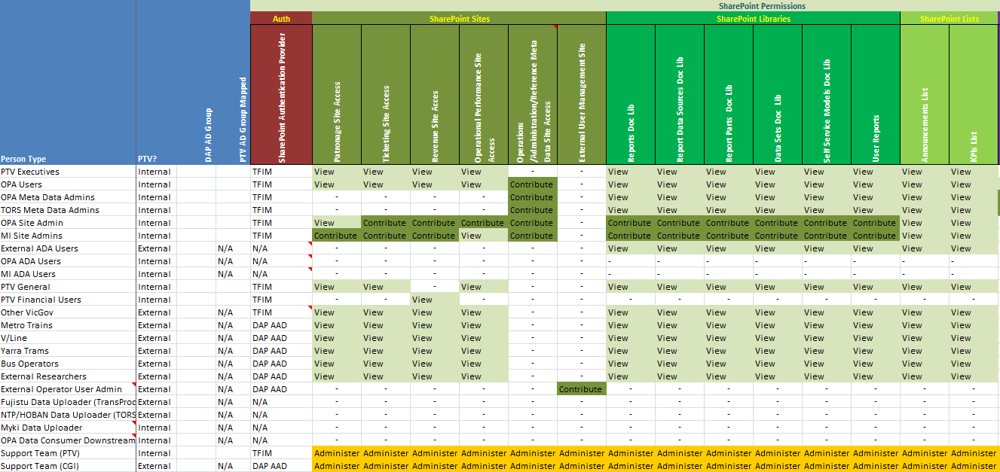 SharePoint Permissions
Auth SharePoint Sites SharePoint Libraries SharePoint Lists
Person Type PTV? DAP AD Group PTV AD Group Mapped SharePoint Authentication Provider Patronage Site Access Ticketing Site Access Revenue Site Acces Operational Performance Site Access Operations /Administration/Reference Meta Data Site Access External User Management Site Reports Doc Lib Report Data Sources Doc Lib Report Parts Doc Lib Data Sets Doc Lib Self Service Models Doc Lib User Reports Announcements List KPIs List
PTV Executives Internal TFIM View View View View - - View View View View View View View View
OPA Users Internal TFIM View View View View Contribute - View View View View View View View View
OPA Meta Data Admins Internal TFIM - - - - Contribute - View View View View View View View View
TORS Meta Data Admins Internal TFIM - - - - Contribute - View View View View View View View View
OPA Site Admin Internal TFIM View Contribute Contribute Contribute Contribute - Contribute Contribute Contribute Contribute Contribute Contribute View View
MI Site Admins Internal TFIM Contribute Contribute Contribute View Contribute - Contribute Contribute Contribute Contribute Contribute Contribute View View
External ADA Users External N/A N/A - - - - - - View View View View View View View View
OPA ADA Users Internal N/A N/A - - - - - - - - - - - - - -
MI ADA Users Internal N/A N/A - - - - - - - - - - - - - -
PTV General Internal TFIM View View - View - - View View View View View View View View
PTV Financial Users Internal TFIM - - View - - - - - - - - - - -
Other VicGov External N/A TFIM View View View View - - View View View View View View View View
Metro Trains External N/A DAP AAD View View View View - - View View View View View View View View
V/Line External N/A DAP AAD View View View View - - View View View View View View View View
Yarra Trams External N/A DAP AAD View View View View - - View View View View View View View View
Bus Operators External N/A DAP AAD View View View View - - View View View View View View View View
External Researchers External N/A DAP AAD View View View View - - View View View View View View View View
External Operator User Admin External N/A DAP AAD - - - - - Contribute - - - - - - - -
Fujistu Data Uploader (TransProd External N/A N/A - - - - - - - - - - - - - -
NTP/HOBAN Data Uploader (TORS External N/A N/A - - - - - - - - - - - - - -
Myki Data Uploader Internal N/A N/A - - - - - - - - - - - - - -
OPA Data Consumer Downstream Internal N/A N/A - - - - - - - - - - - - - -
Support Team (PTV) Internal TFIM Administer Administer Administer Administer Administer Administer Administer Administer Administer Administer Administer Administer Administer Administer
Support Team (CGI) External N/A DAP AAD Administer Administer Administer Administer Administer Administer Administer Administer Administer Administer Administer Administer Administer Administer